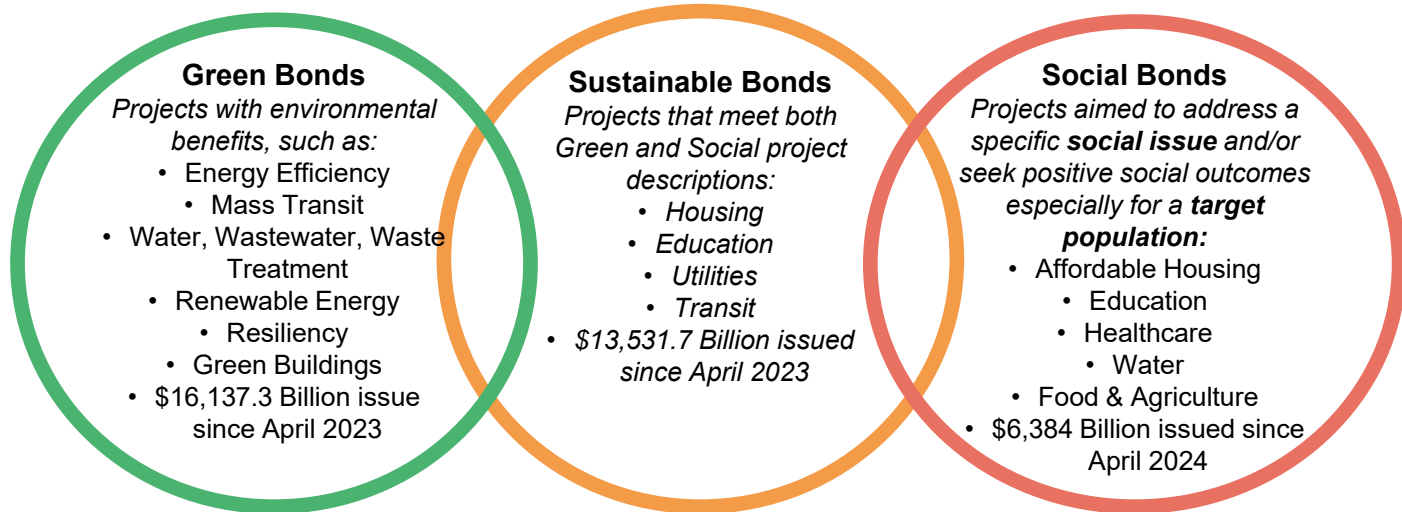 Green Bonds
Projects with environmental
benefits, such as:
• Energy Efficiency
• Mass Transit
• Water, Wastewater, Waste
Treatment
• Renewable Energy
• Resiliency
• Green Buildings
• $16,137.3 Billion issue
since April 2023
Sustainable Bonds
Projects that meet both
Green and Social project
descriptions:
• Housing
• Education
• Utilities
• Transit
• $13,531.7 Billion issued
since April 2023
Social Bonds
Projects aimed to address a
specific social issue and/or
seek positive social outcomes
especially for a target
population:
• Affordable Housing
• Education
• Healthcare
• Water
• Food & Agriculture
• $6,384 Billion issued since
April 2024